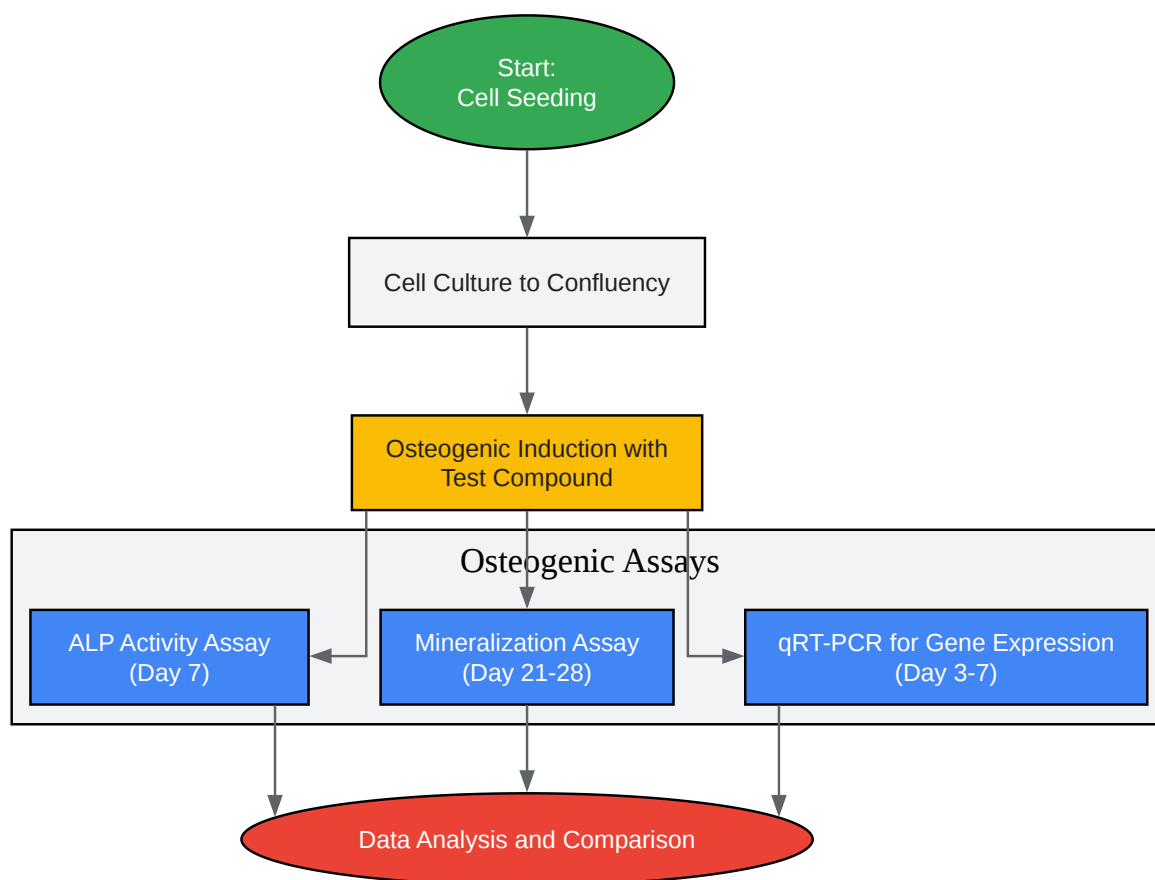 Start:
Cell Seeding
Cell Culture to Confluency
Osteogenic Induction with
Test Compound
Osteogenic Assays
ALP Activity Assay
(Day 7)
Mineralization Assay
(Day 21-28)
qRT-PCR for Gene Expression
(Day 3-7)
Data Analysis and Comparison